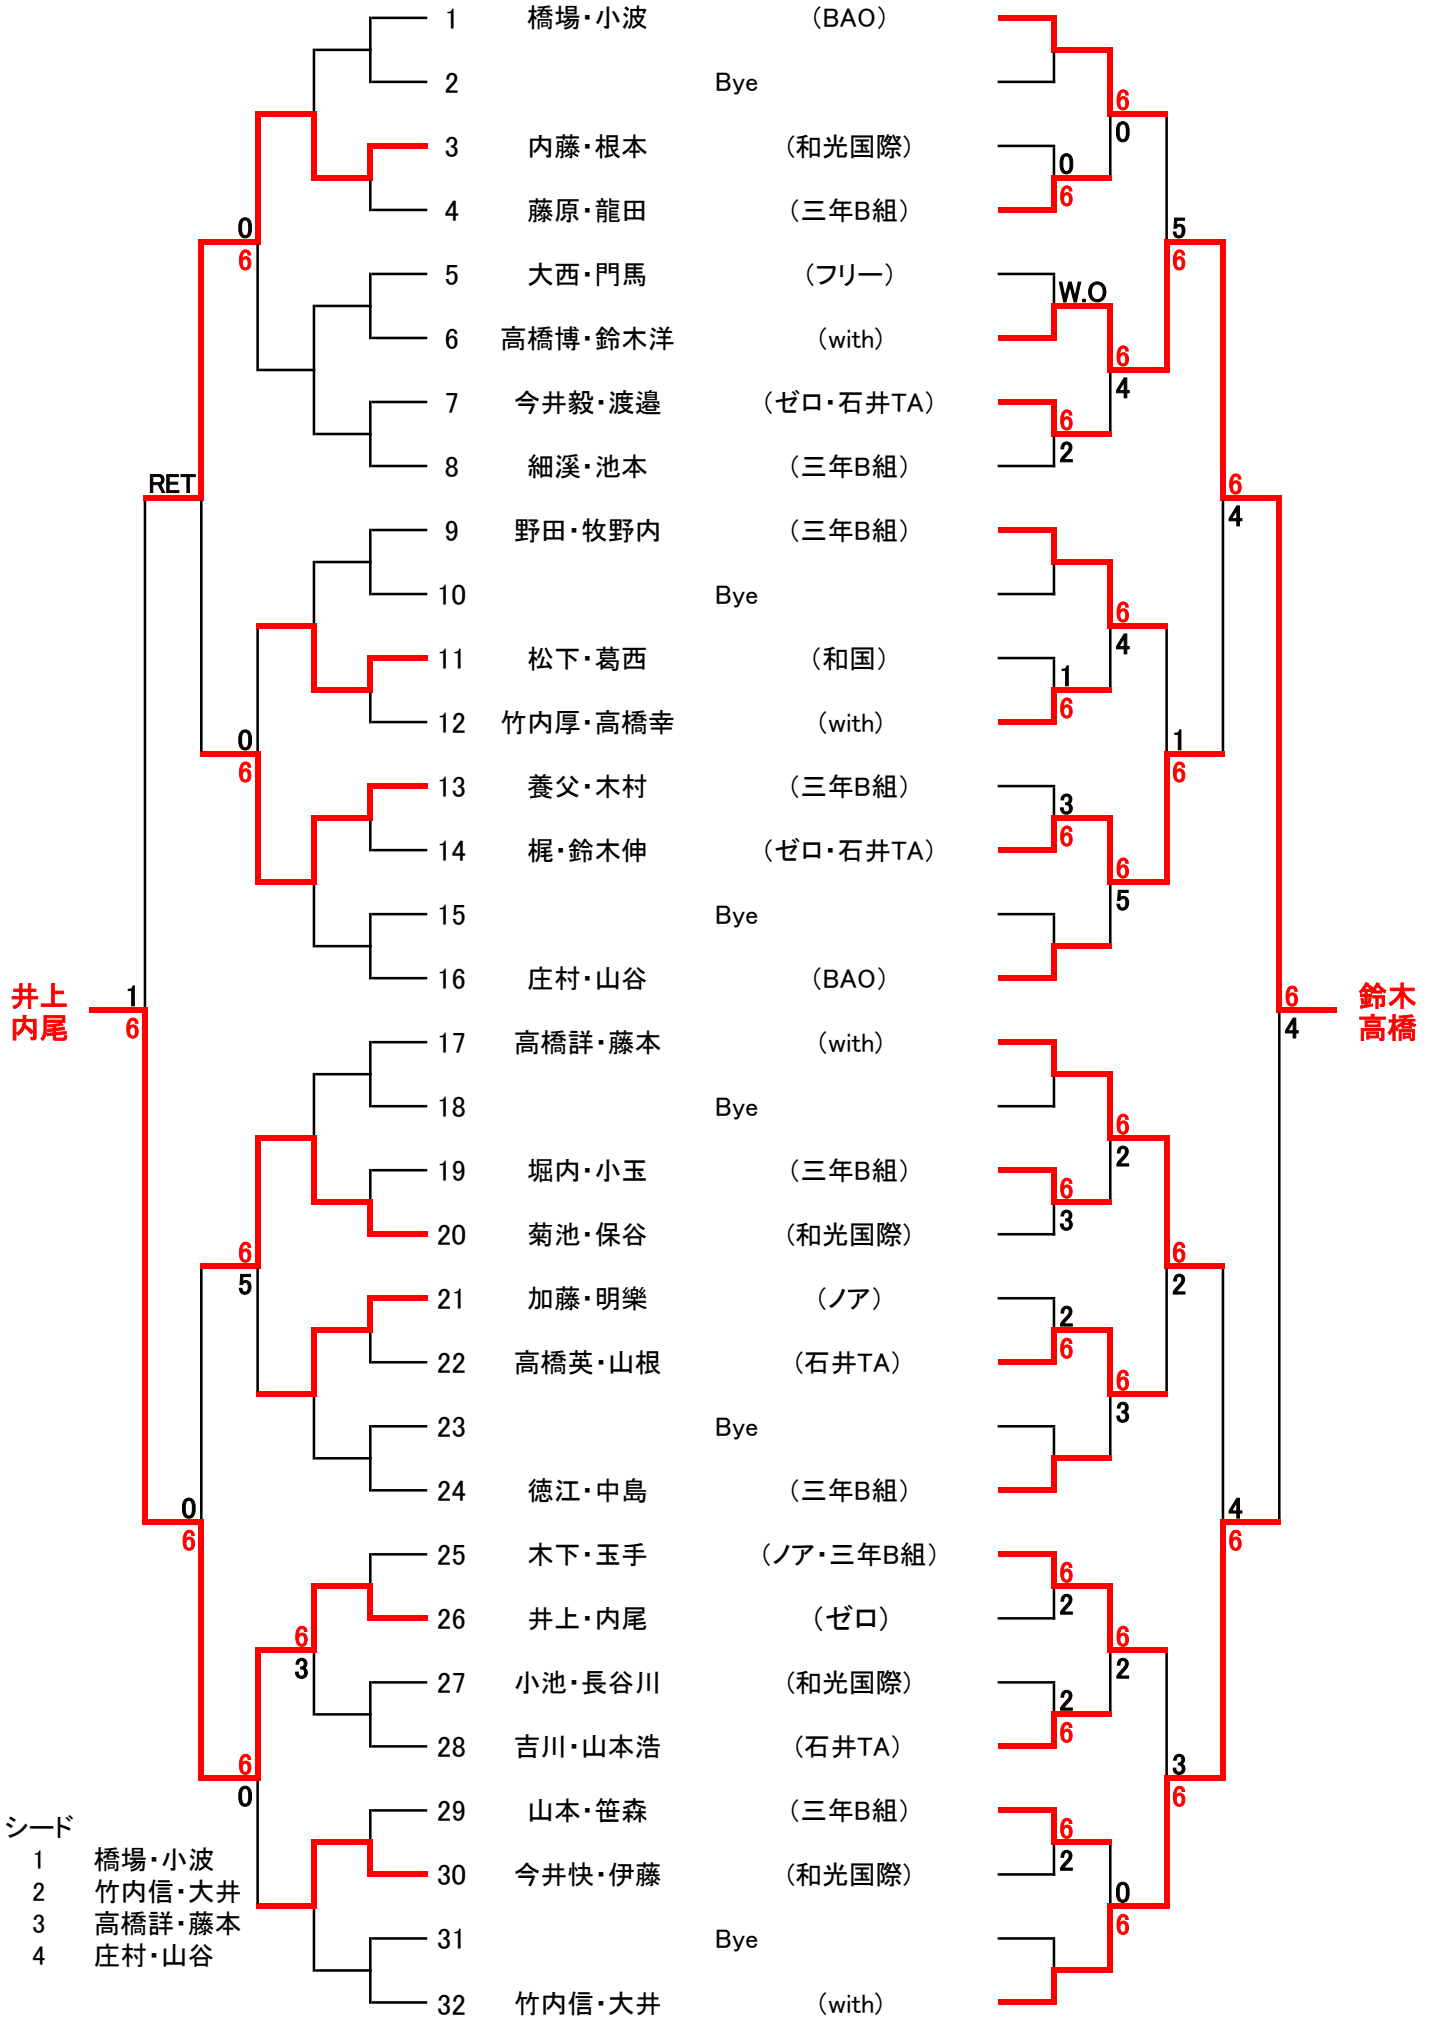 1 橋場・小波 (BAO)
2 Bye
6
0
3 内藤・根本 (和光国際)
0
6
4 藤原・龍田 (三年B組)
0
6
5
6
5 大西・門馬 (フリー)
W.O
6 高橋博・鈴木洋 (with)
6
4
7 今井毅・渡邉 (ゼロ・石井TA)
6
2
8 細溪・池本 (三年B組)
RET
6
4
9 野田・牧野内 (三年B組)
10 Bye
6
4
11 松下・葛西 (和国)
1
6
12 竹内厚・高橋幸 (with)
0
6
1
6
13 養父・木村 (三年B組)
3
6
14 梶・鈴木伸 (ゼロ・石井TA)
6
5
15 Bye
16 庄村・山谷 (BAO)
井上
内尾
1
6
6
4
鈴木
高橋
17 高橋詳・藤本 (with)
18 Bye
6
2
19 堀内・小玉 (三年B組)
6
3
20 菊池・保谷 (和光国際)
6
5
6
2
21 加藤・明樂 (ノア)
2
6
22 高橋英・山根 (石井TA)
6
3
23 Bye
24 徳江・中島 (三年B組)
0
6
4
6
25 木下・玉手 (ノア・三年B組)
6
2
26 井上・内尾 (ゼロ)
6
3
6
2
27 小池・長谷川 (和光国際)
2
6
28 吉川・山本浩 (石井TA)
6
0
3
6
29 山本・笹森 (三年B組)
6
2
30 今井快・伊藤 (和光国際)
0
6
31 Bye
32 竹内信・大井 (with)
シード
1 橋場・小波
2 竹内信・大井
3 高橋詳・藤本
4 庄村・山谷